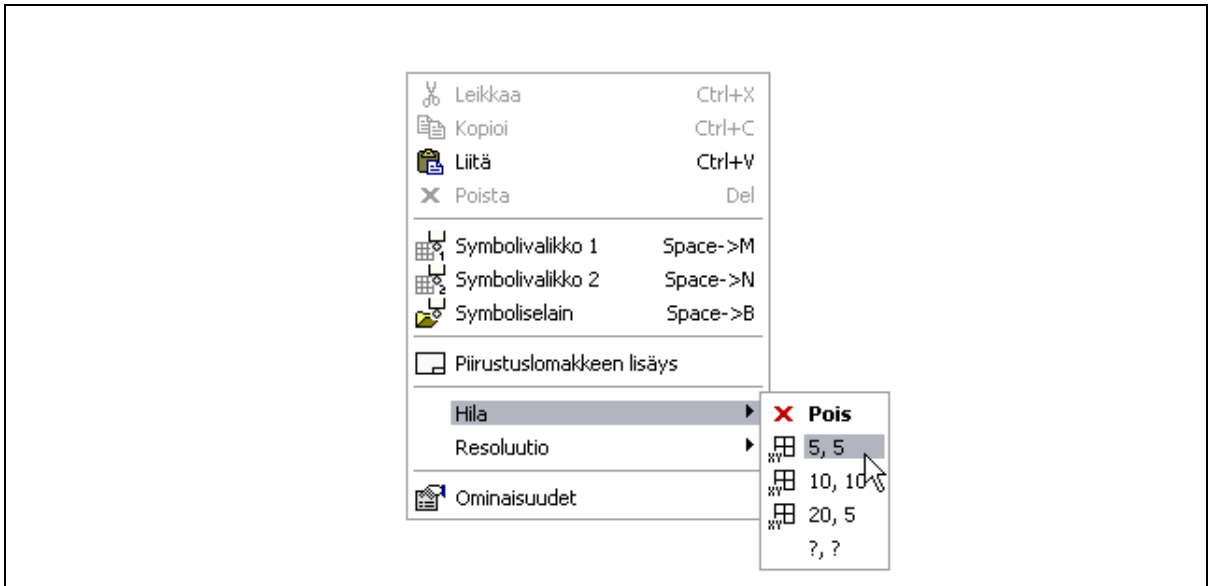 Leikkaa Ctrl+X
Kopioi Ctrl+C
Liitä Ctrl+V
Poista Del
Symbolivalikko 1 Space->M
Symbolivalikko 2 Space->N
Symboliselain Space->B
Piirustuslomakkeen lisäys
Hila
Resoluutio
Ominaisuudet
Pois
5, 5
10, 10
20, 5
?, ?